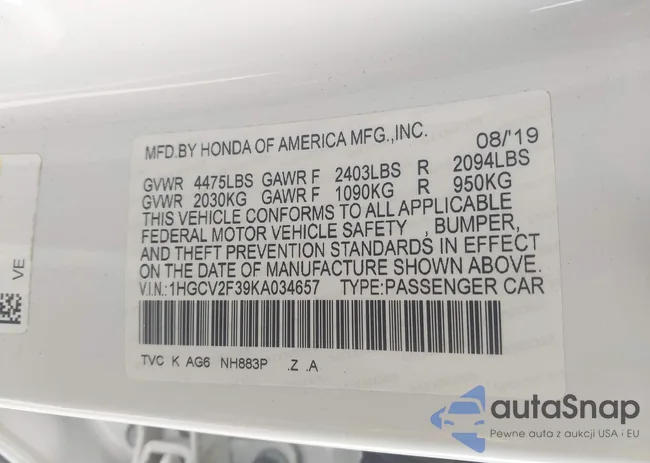 MFD.BY HONDA OF AMERICA MFG.,INC. 08/'19
GVWR 4475LBS GAWR F 2403LBS R 2094LBS
GVWR 2030KG GAWR F 1090KG R 950KG
THIS VEHICLE CONFORMS TO ALL APPLICABLE
FEDERAL MOTOR VEHICLE SAFETY , BUMPER,
AND THEFT PREVENTION STANDARDS IN EFFECT
ON THE DATE OF MANUFACTURE SHOWN ABOVE.
V.I.N.:1HGCV2F39KA034657 TYPE:PASSENGER CAR
TVC K AG6 NH883P .Z .A
VE
autaSnap
Pewne auta z aukcji USA i EU